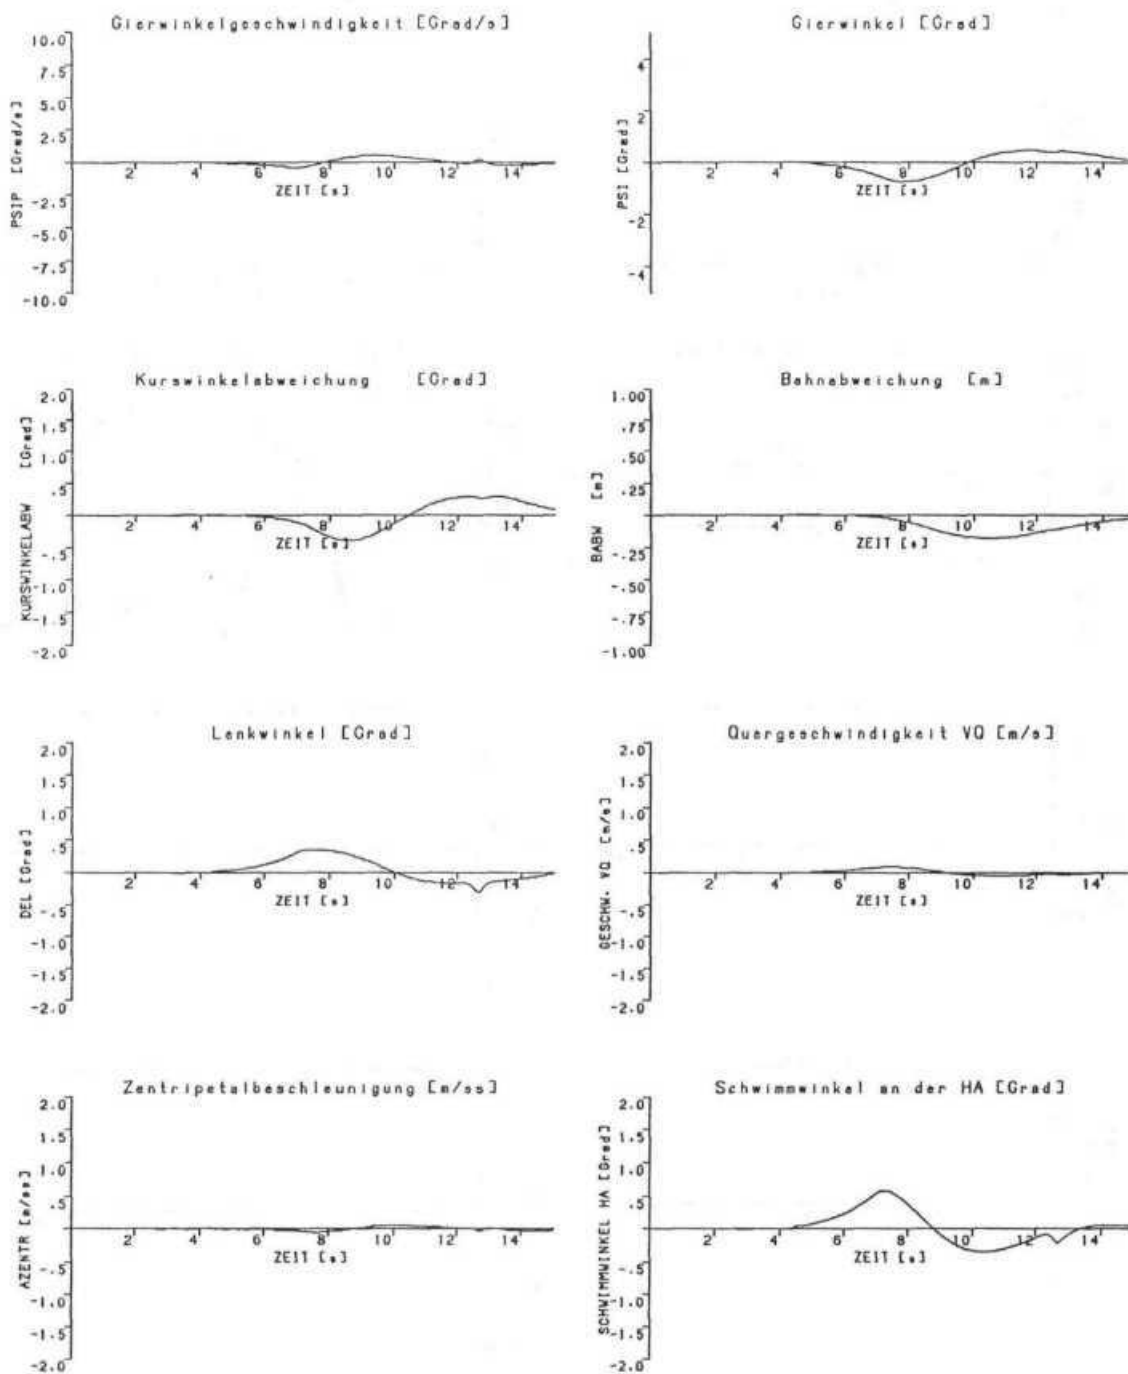 Gierwinkelgeschwindigkeit [Grad/s]
10.0
7.5
5.0
2.5
-2.5
-5.0
-7.5
-10.0
PSIP [Grad/s]
2 4 6 8 10 12 14
ZEIT [s]
Gierwinkel [Grad]
4
2
-2
-4
PSI [Grad]
2 4 6 8 10 12 14
ZEIT [s]
Kurswinkelabweichung [Grad]
2.0
1.5
1.0
.5
-.5
-1.0
-1.5
-2.0
KURSWINKELABW [Grad]
2 4 6 8 10 12 14
ZEIT [s]
Bahnabweichung [m]
1.00
.75
.50
.25
-.25
-.50
-.75
-1.00
BABW [m]
2 4 6 8 10 12 14
ZEIT [s]
Lenkwinkel [Grad]
2.0
1.5
1.0
.5
-.5
-1.0
-1.5
-2.0
DEL [Grad]
2 4 6 8 10 12 14
ZEIT [s]
Quergeschwindigkeit VQ [m/s]
2.0
1.5
1.0
.5
-.5
-1.0
-1.5
-2.0
GESCHW. VQ [m/s]
2 4 6 8 10 12 14
ZEIT [s]
Zentripetalbeschleunigung [m/ss]
2.0
1.5
1.0
.5
-.5
-1.0
-1.5
-2.0
AZENTR [m/ss]
2 4 6 8 10 12 14
ZEIT [s]
Schwimmwinkel an der HA [Grad]
2.0
1.5
1.0
.5
-.5
-1.0
-1.5
-2.0
SCHWIMMWINKEL HA [Grad]
2 4 6 8 10 12 14
ZEIT [s]